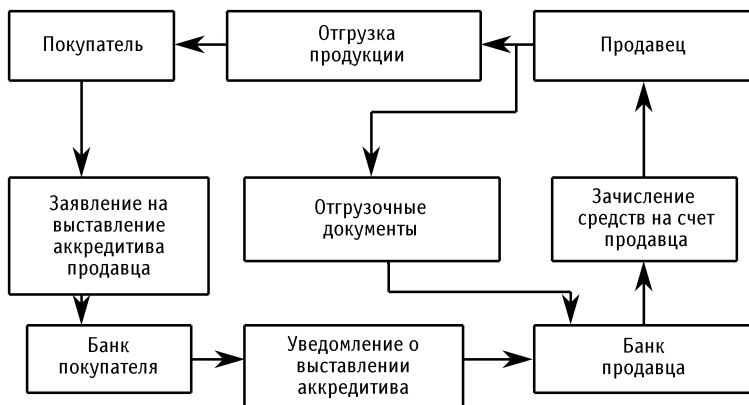 Покупатель
Отгрузка
продукции
Продавец
Заявление на
выставление
аккредитива
продавца
Отгрузочные
документы
Зачисление
средств на счет
продавца
Банк
покупателя
Уведомление о
выставлении
аккредитива
Банк
продавца